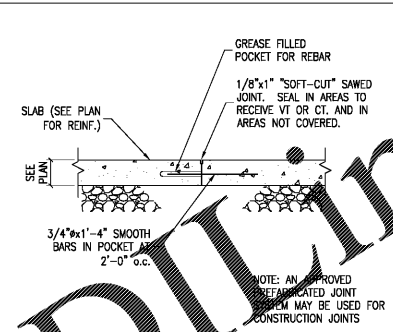 GREASE FILLED
POCKET FOR REBAR
1/8"x1" "SOFT-CUT" SAWED
JOINT. SEAL IN AREAS TO
RECEIVE VT OR CT, AND IN
AREAS NOT COVERED.
SLAB (SEE PLAN
FOR REINF.)
SEE
PLAN
3/4"øx1'-4" SMOOTH
BARS IN POCKET AT
2'-0" o.c.
NOTE: AN APPROVED
PREFABRICATED JOINT
SYSTEM MAY BE USED FOR
CONSTRUCTION JOINTS